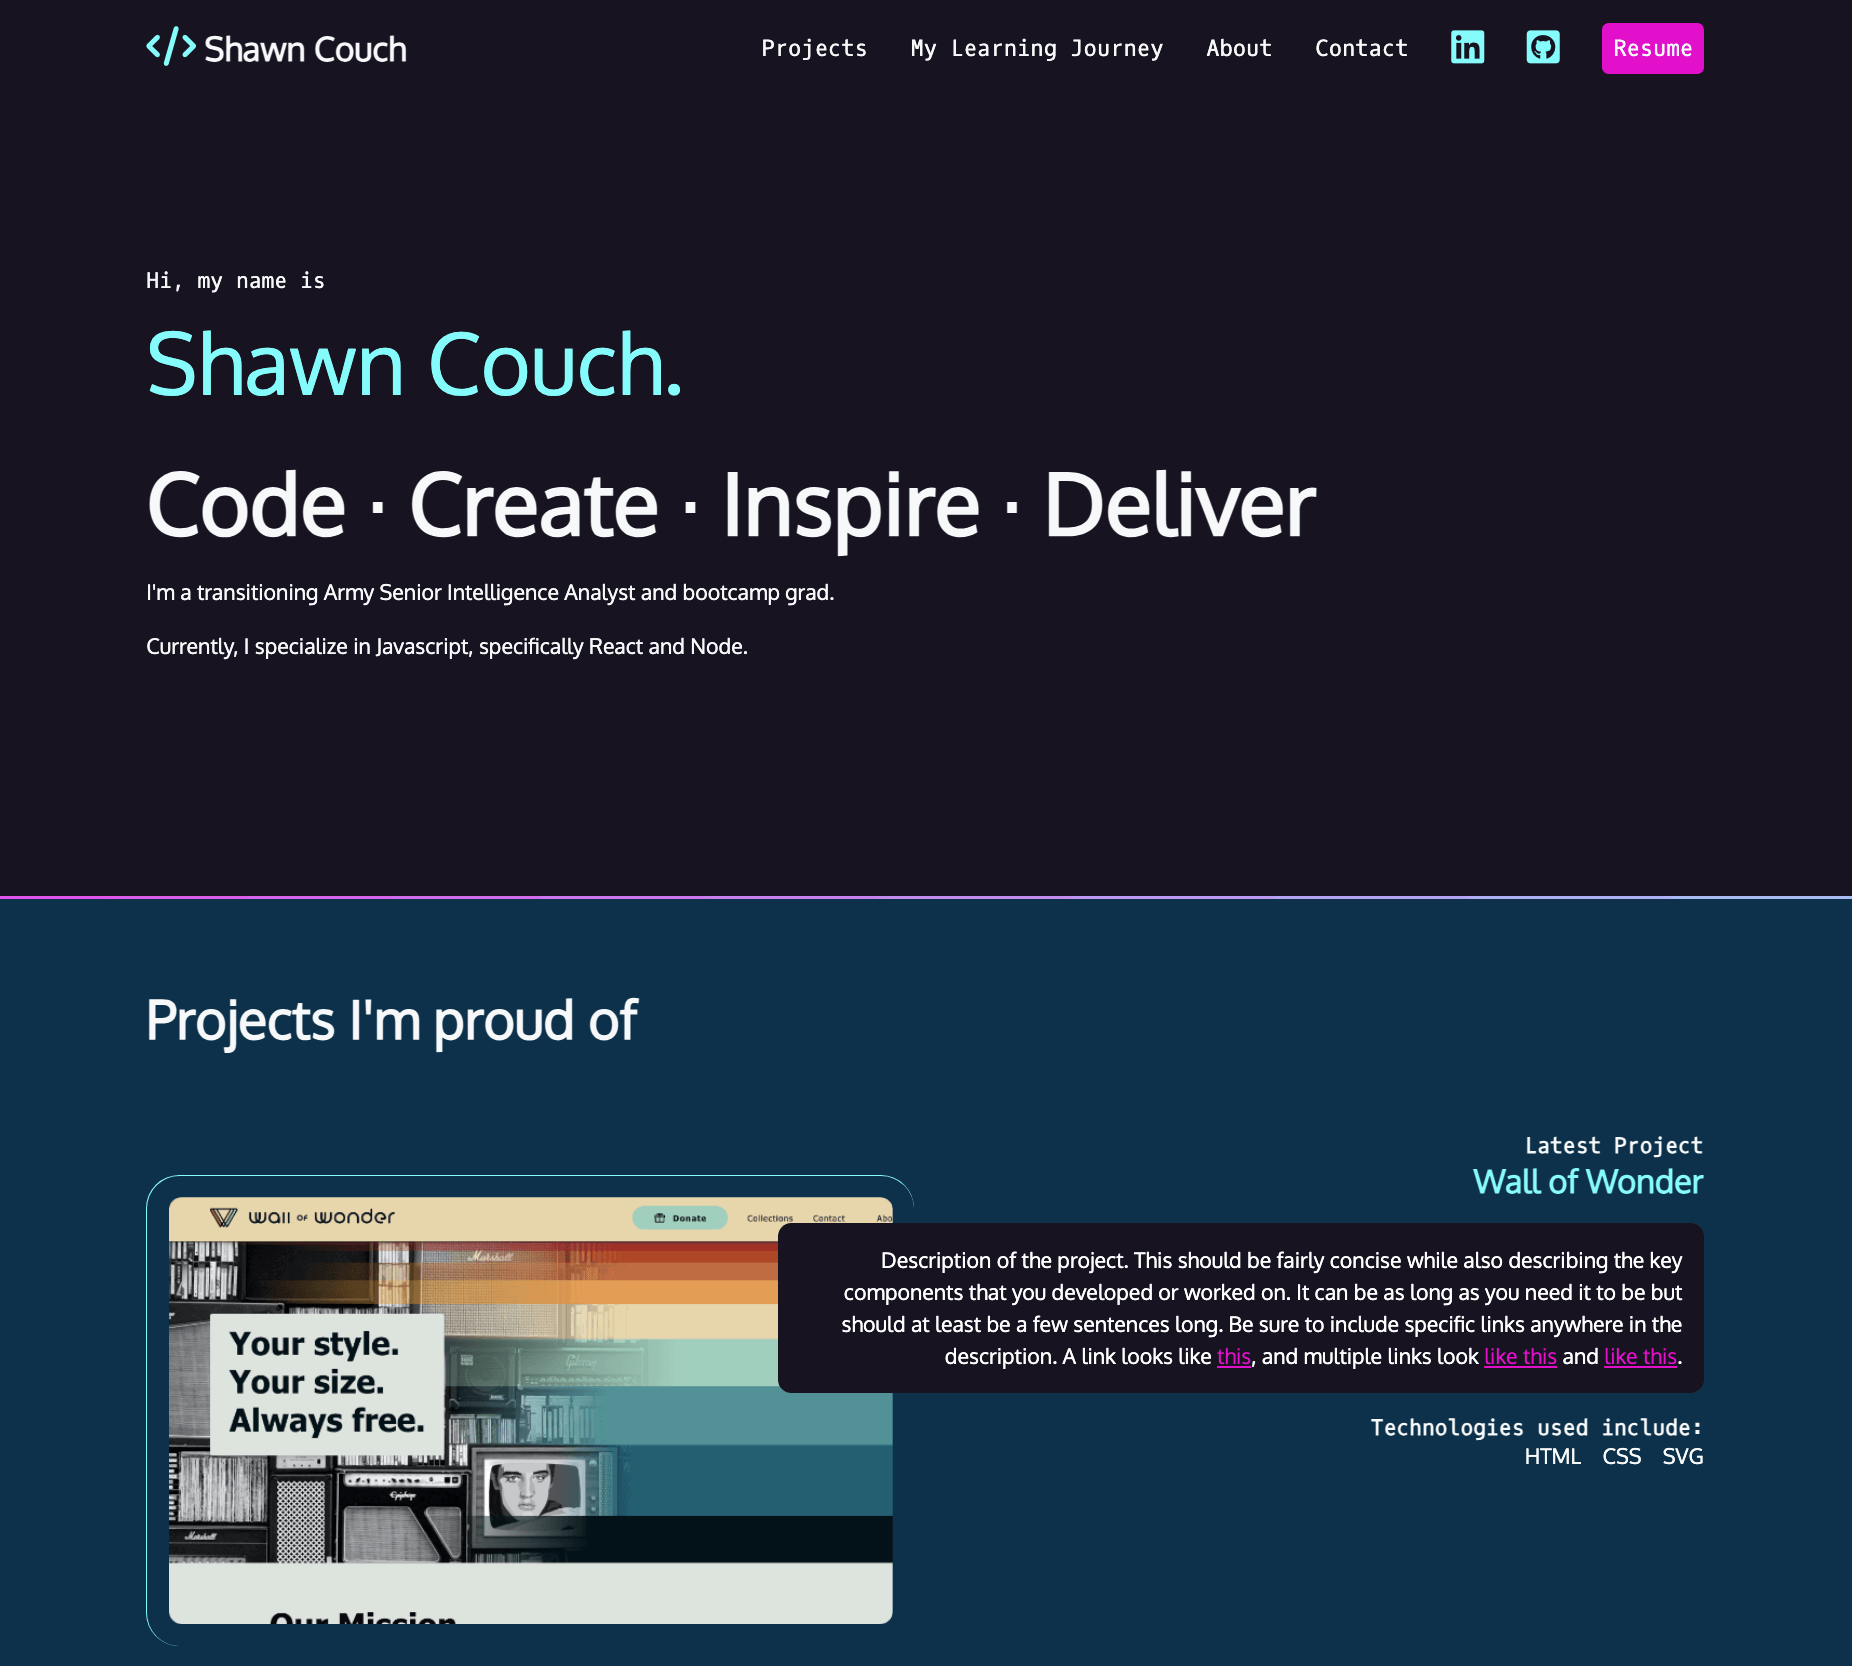 </> Shawn Couch
Projects My Learning Journey About Contact in Resume
Hi, my name is
Shawn Couch.
Code · Create · Inspire · Deliver
I'm a transitioning Army Senior Intelligence Analyst and bootcamp grad.
Currently, I specialize in Javascript, specifically React and Node.
Projects I'm proud of
Latest Project
Wall of Wonder
wall OF wonder
Donate Collections Contact Abo
Marshall
Your style.
Your size.
Always free.
Gibson
Epiphone
Marshall
Our Mission
Description of the project. This should be fairly concise while also describing the key
components that you developed or worked on. It can be as long as you need it to be but
should at least be a few sentences long. Be sure to include specific links anywhere in the
description. A link looks like this, and multiple links look like this and like this.
Technologies used include:
HTML CSS SVG